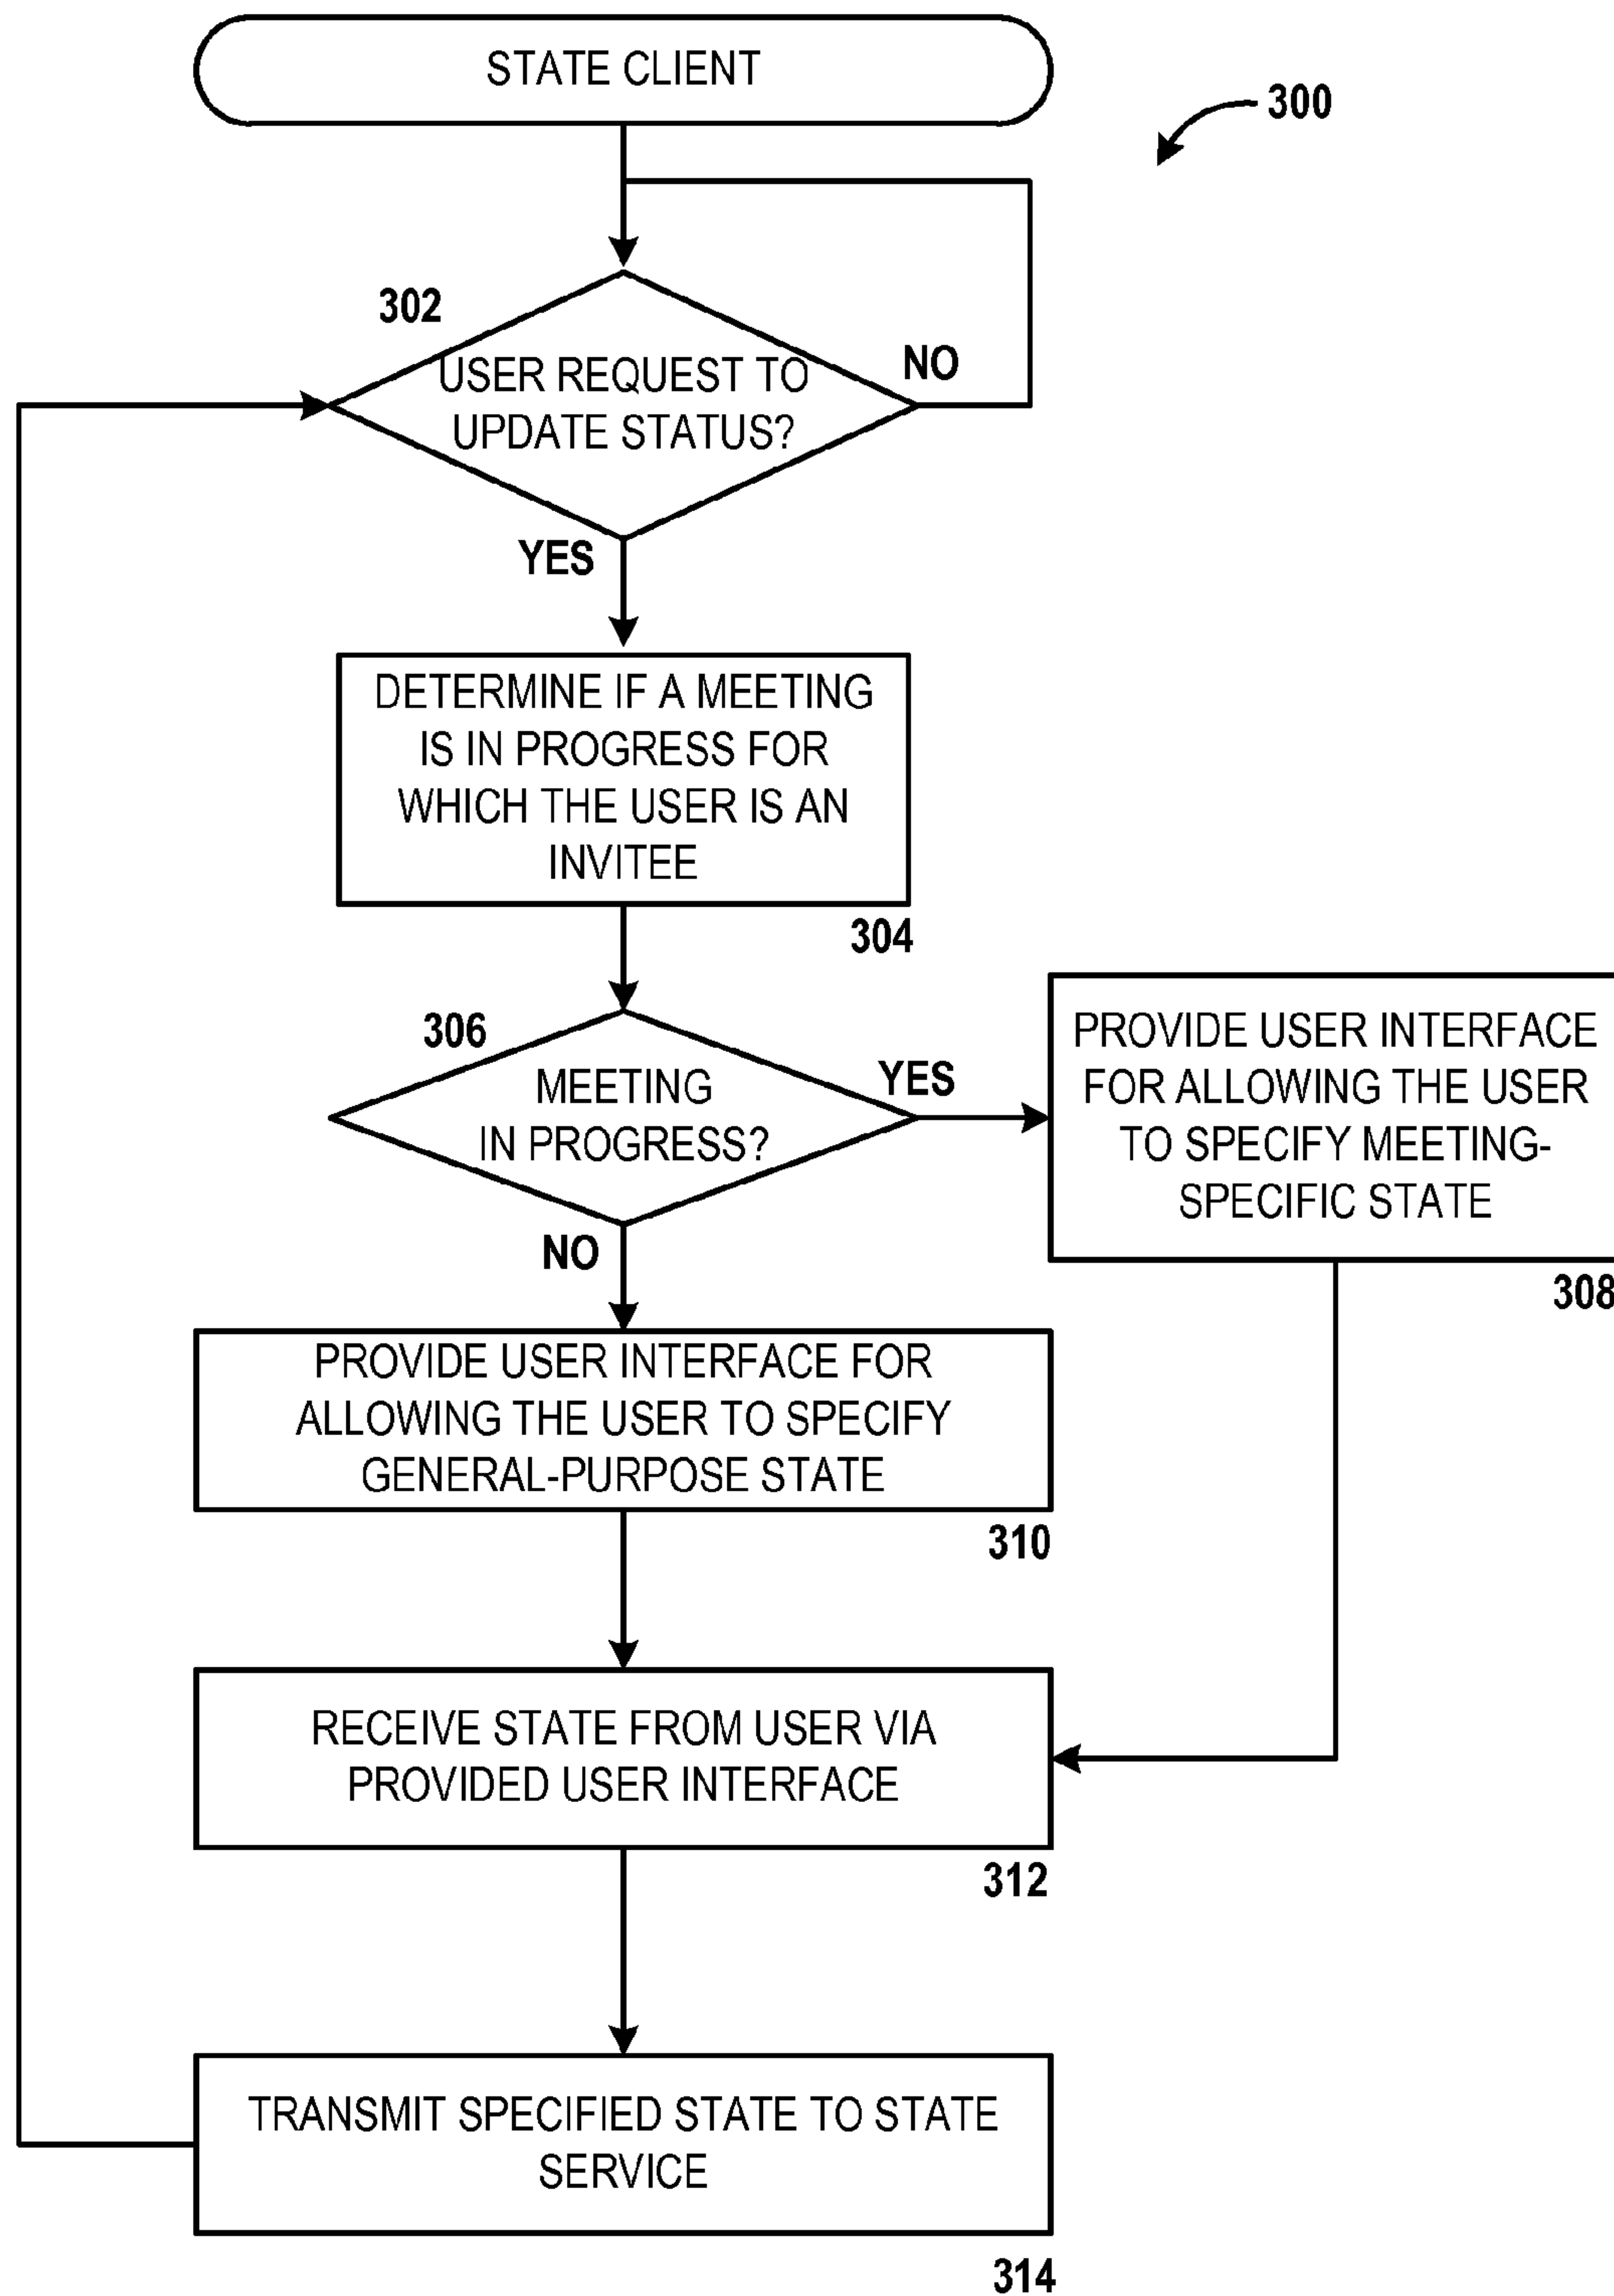 STATE CLIENT
300
302
USER REQUEST TO
UPDATE STATUS?
NO
YES
DETERMINE IF A MEETING
IS IN PROGRESS FOR
WHICH THE USER IS AN
INVITEE
304
306
MEETING
IN PROGRESS?
YES
NO
PROVIDE USER INTERFACE
FOR ALLOWING THE USER
TO SPECIFY MEETING-
SPECIFIC STATE
308
PROVIDE USER INTERFACE FOR
ALLOWING THE USER TO SPECIFY
GENERAL-PURPOSE STATE
310
RECEIVE STATE FROM USER VIA
PROVIDED USER INTERFACE
312
TRANSMIT SPECIFIED STATE TO STATE
SERVICE
314